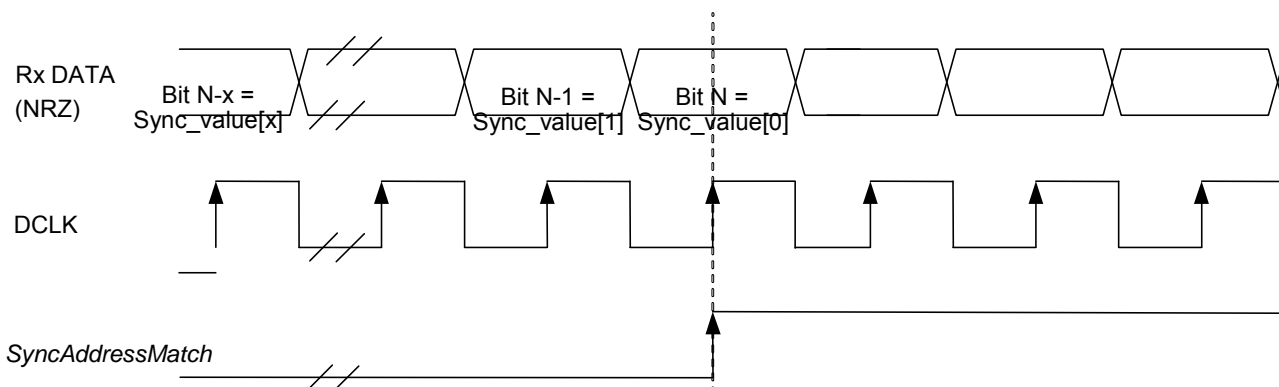 Rx DATA
(NRZ)
Bit N-x =
Sync_value[x]
Bit N-1 =
Sync_value[1]
Bit N =
Sync_value[0]
DCLK
SyncAddressMatch